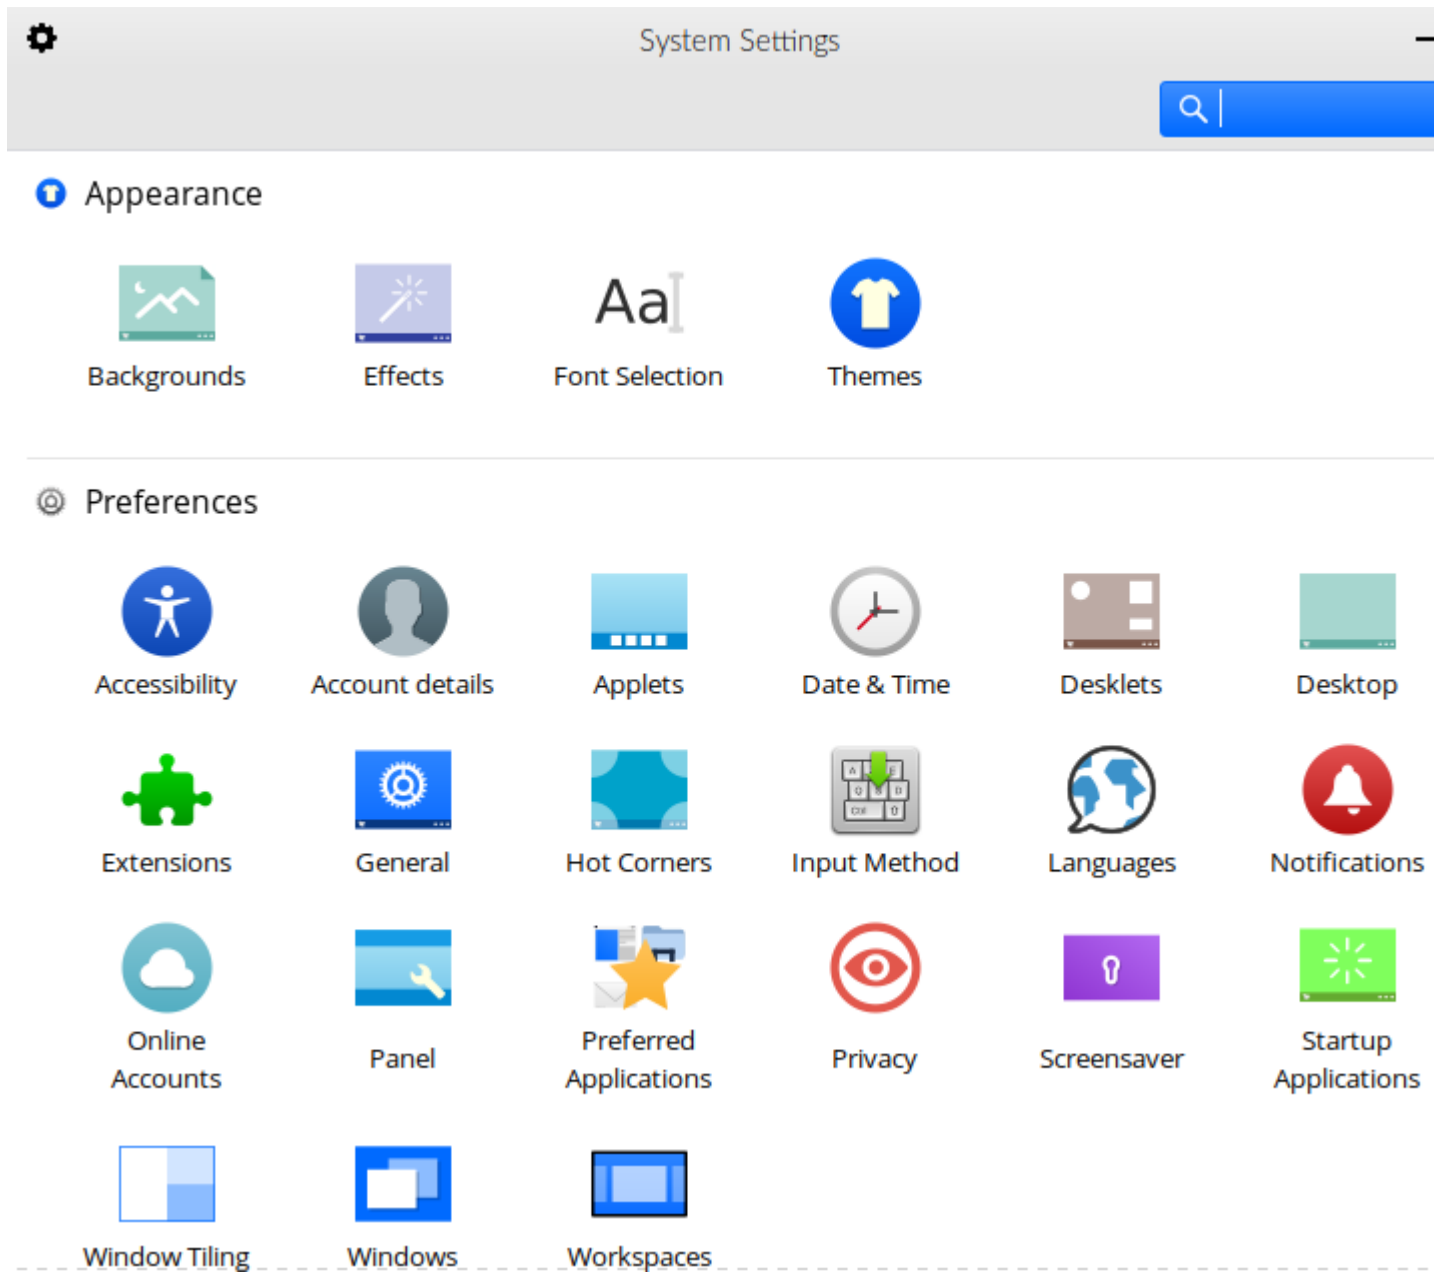 System Settings
Appearance
Aa
Backgrounds Effects Font Selection Themes
Preferences
Accessibility Account details Applets Date & Time Desklets Desktop
Extensions General Hot Corners Input Method Languages Notifications
Online Accounts Panel Preferred Applications Privacy Screensaver Startup Applications
Window Tiling Windows Workspaces